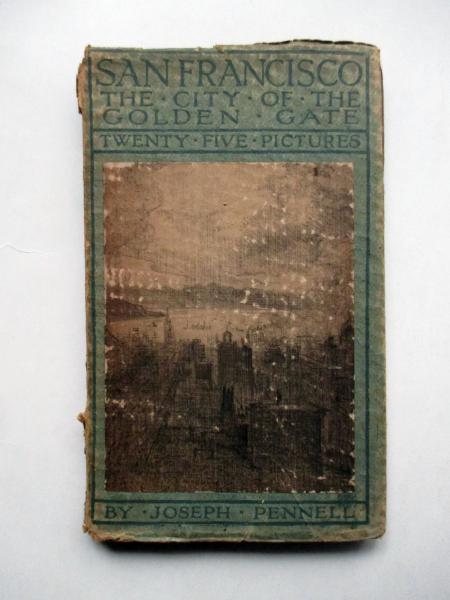 SAN FRANCISCO
THE · CITY · OF · THE
GOLDEN · GATE
TWENTY · FIVE · PICTURES
BY · JOSEPH · PENNELL